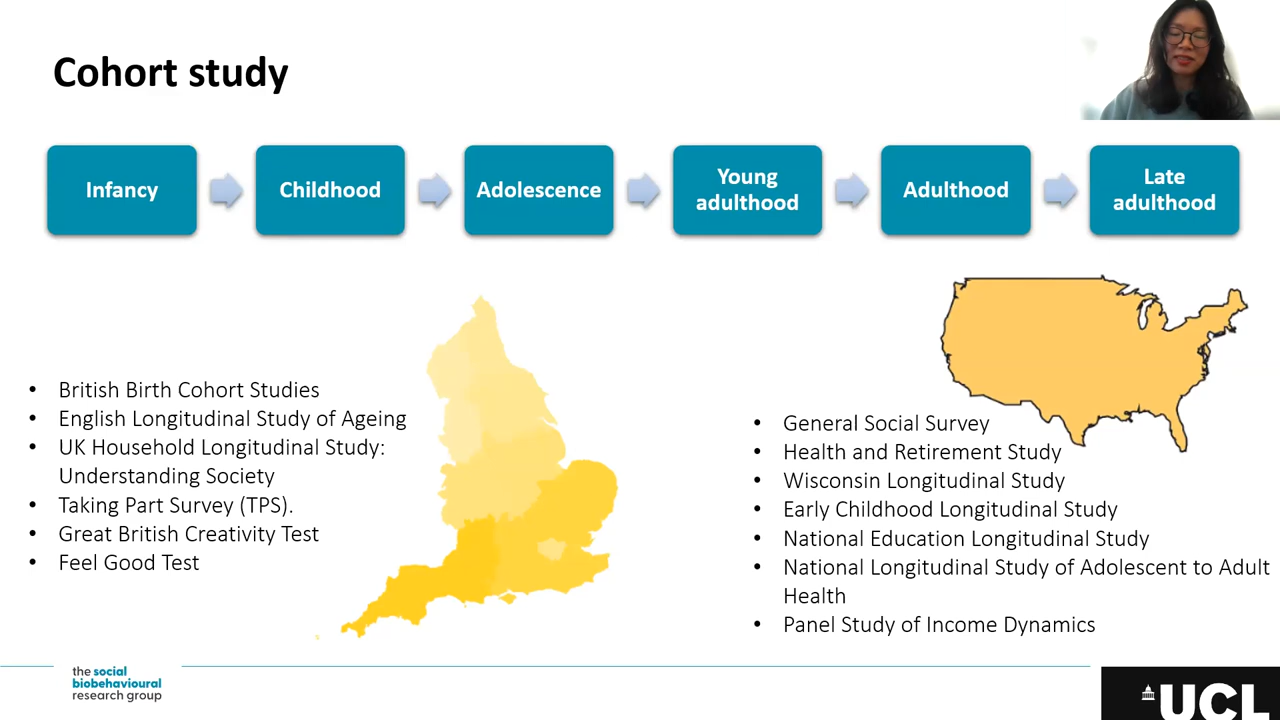 Cohort study
Infancy
Childhood
Adolescence
Young
adulthood
Adulthood
Late
adulthood
• British Birth Cohort Studies
• English Longitudinal Study of Ageing
• UK Household Longitudinal Study:
Understanding Society
• Taking Part Survey (TPS).
• Great British Creativity Test
• Feel Good Test
• General Social Survey
• Health and Retirement Study
• Wisconsin Longitudinal Study
• Early Childhood Longitudinal Study
• National Education Longitudinal Study
• National Longitudinal Study of Adolescent to Adult
Health
• Panel Study of Income Dynamics
the social
biobehavioural
research group
UCL